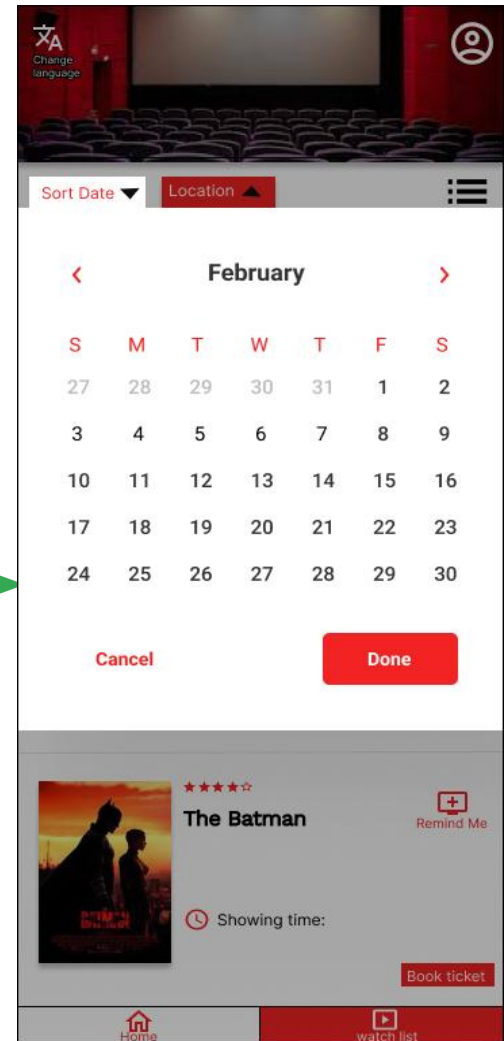 Change
language
Sort Date
Location
February
S M T W T F S
27 28 29 30 31 1 2
3 4 5 6 7 8 9
10 11 12 13 14 15 16
17 18 19 20 21 22 23
24 25 26 27 28 29 30
Cancel Done
The Batman
Remind Me
Showing time:
Book ticket
Home watch list